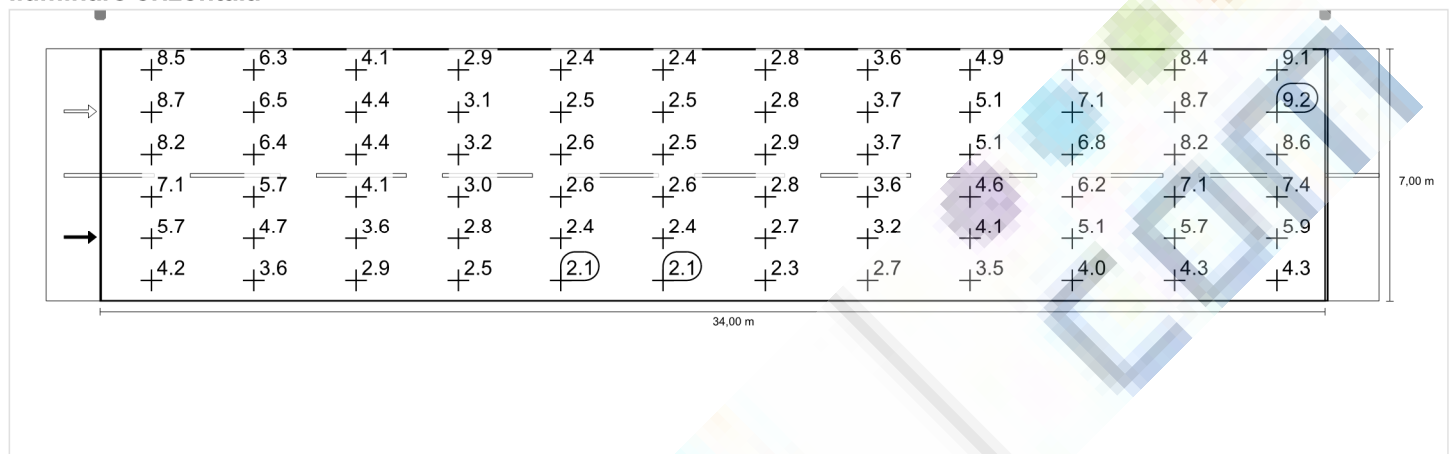 8.5 6.3 4.1 2.9 2.4 2.4 2.8 3.6 4.9 6.9 8.4 9.1
8.7 6.5 4.4 3.1 2.5 2.5 2.8 3.7 5.1 7.1 8.7 9.2
8.2 6.4 4.4 3.2 2.6 2.5 2.9 3.7 5.1 6.8 8.2 8.6
7.1 5.7 4.1 3.0 2.6 2.6 2.8 3.6 4.6 6.2 7.1 7.4
7,00 m
5.7 4.7 3.6 2.8 2.4 2.4 2.7 3.2 4.1 5.1 5.7 5.9
4.2 3.6 2.9 2.5 2.1 2.1 2.3 2.7 3.5 4.0 4.3 4.3
34,00 m
com